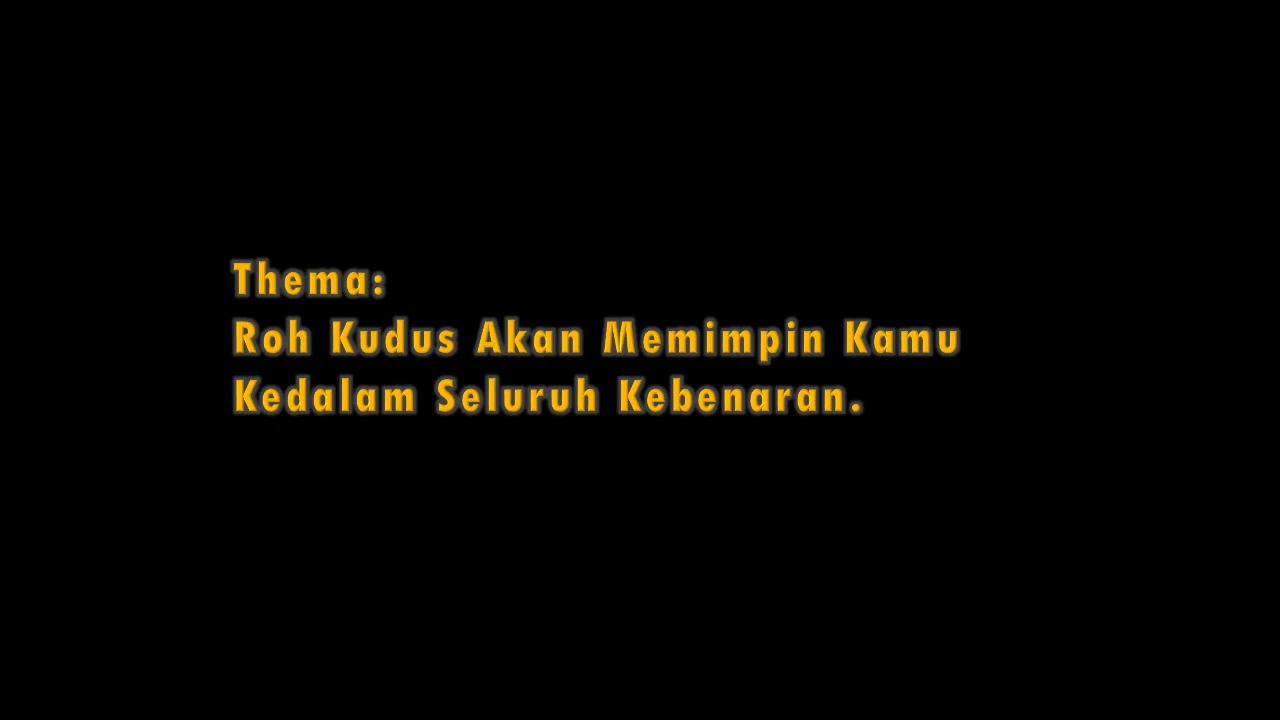 Thema:
Roh Kudus Akan Memimpin Kamu
Kedalam Seluruh Kebenaran.